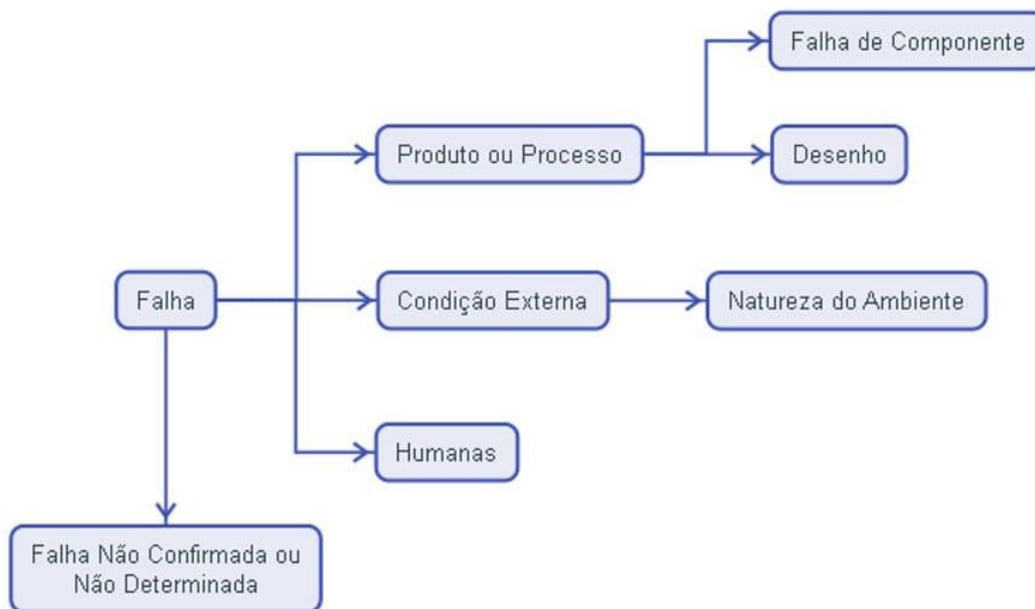 Falha de Componente
Produto ou Processo
Desenho
Falha
Condição Externa
Natureza do Ambiente
Humanas
Falha Não Confirmada ou
Não Determinada